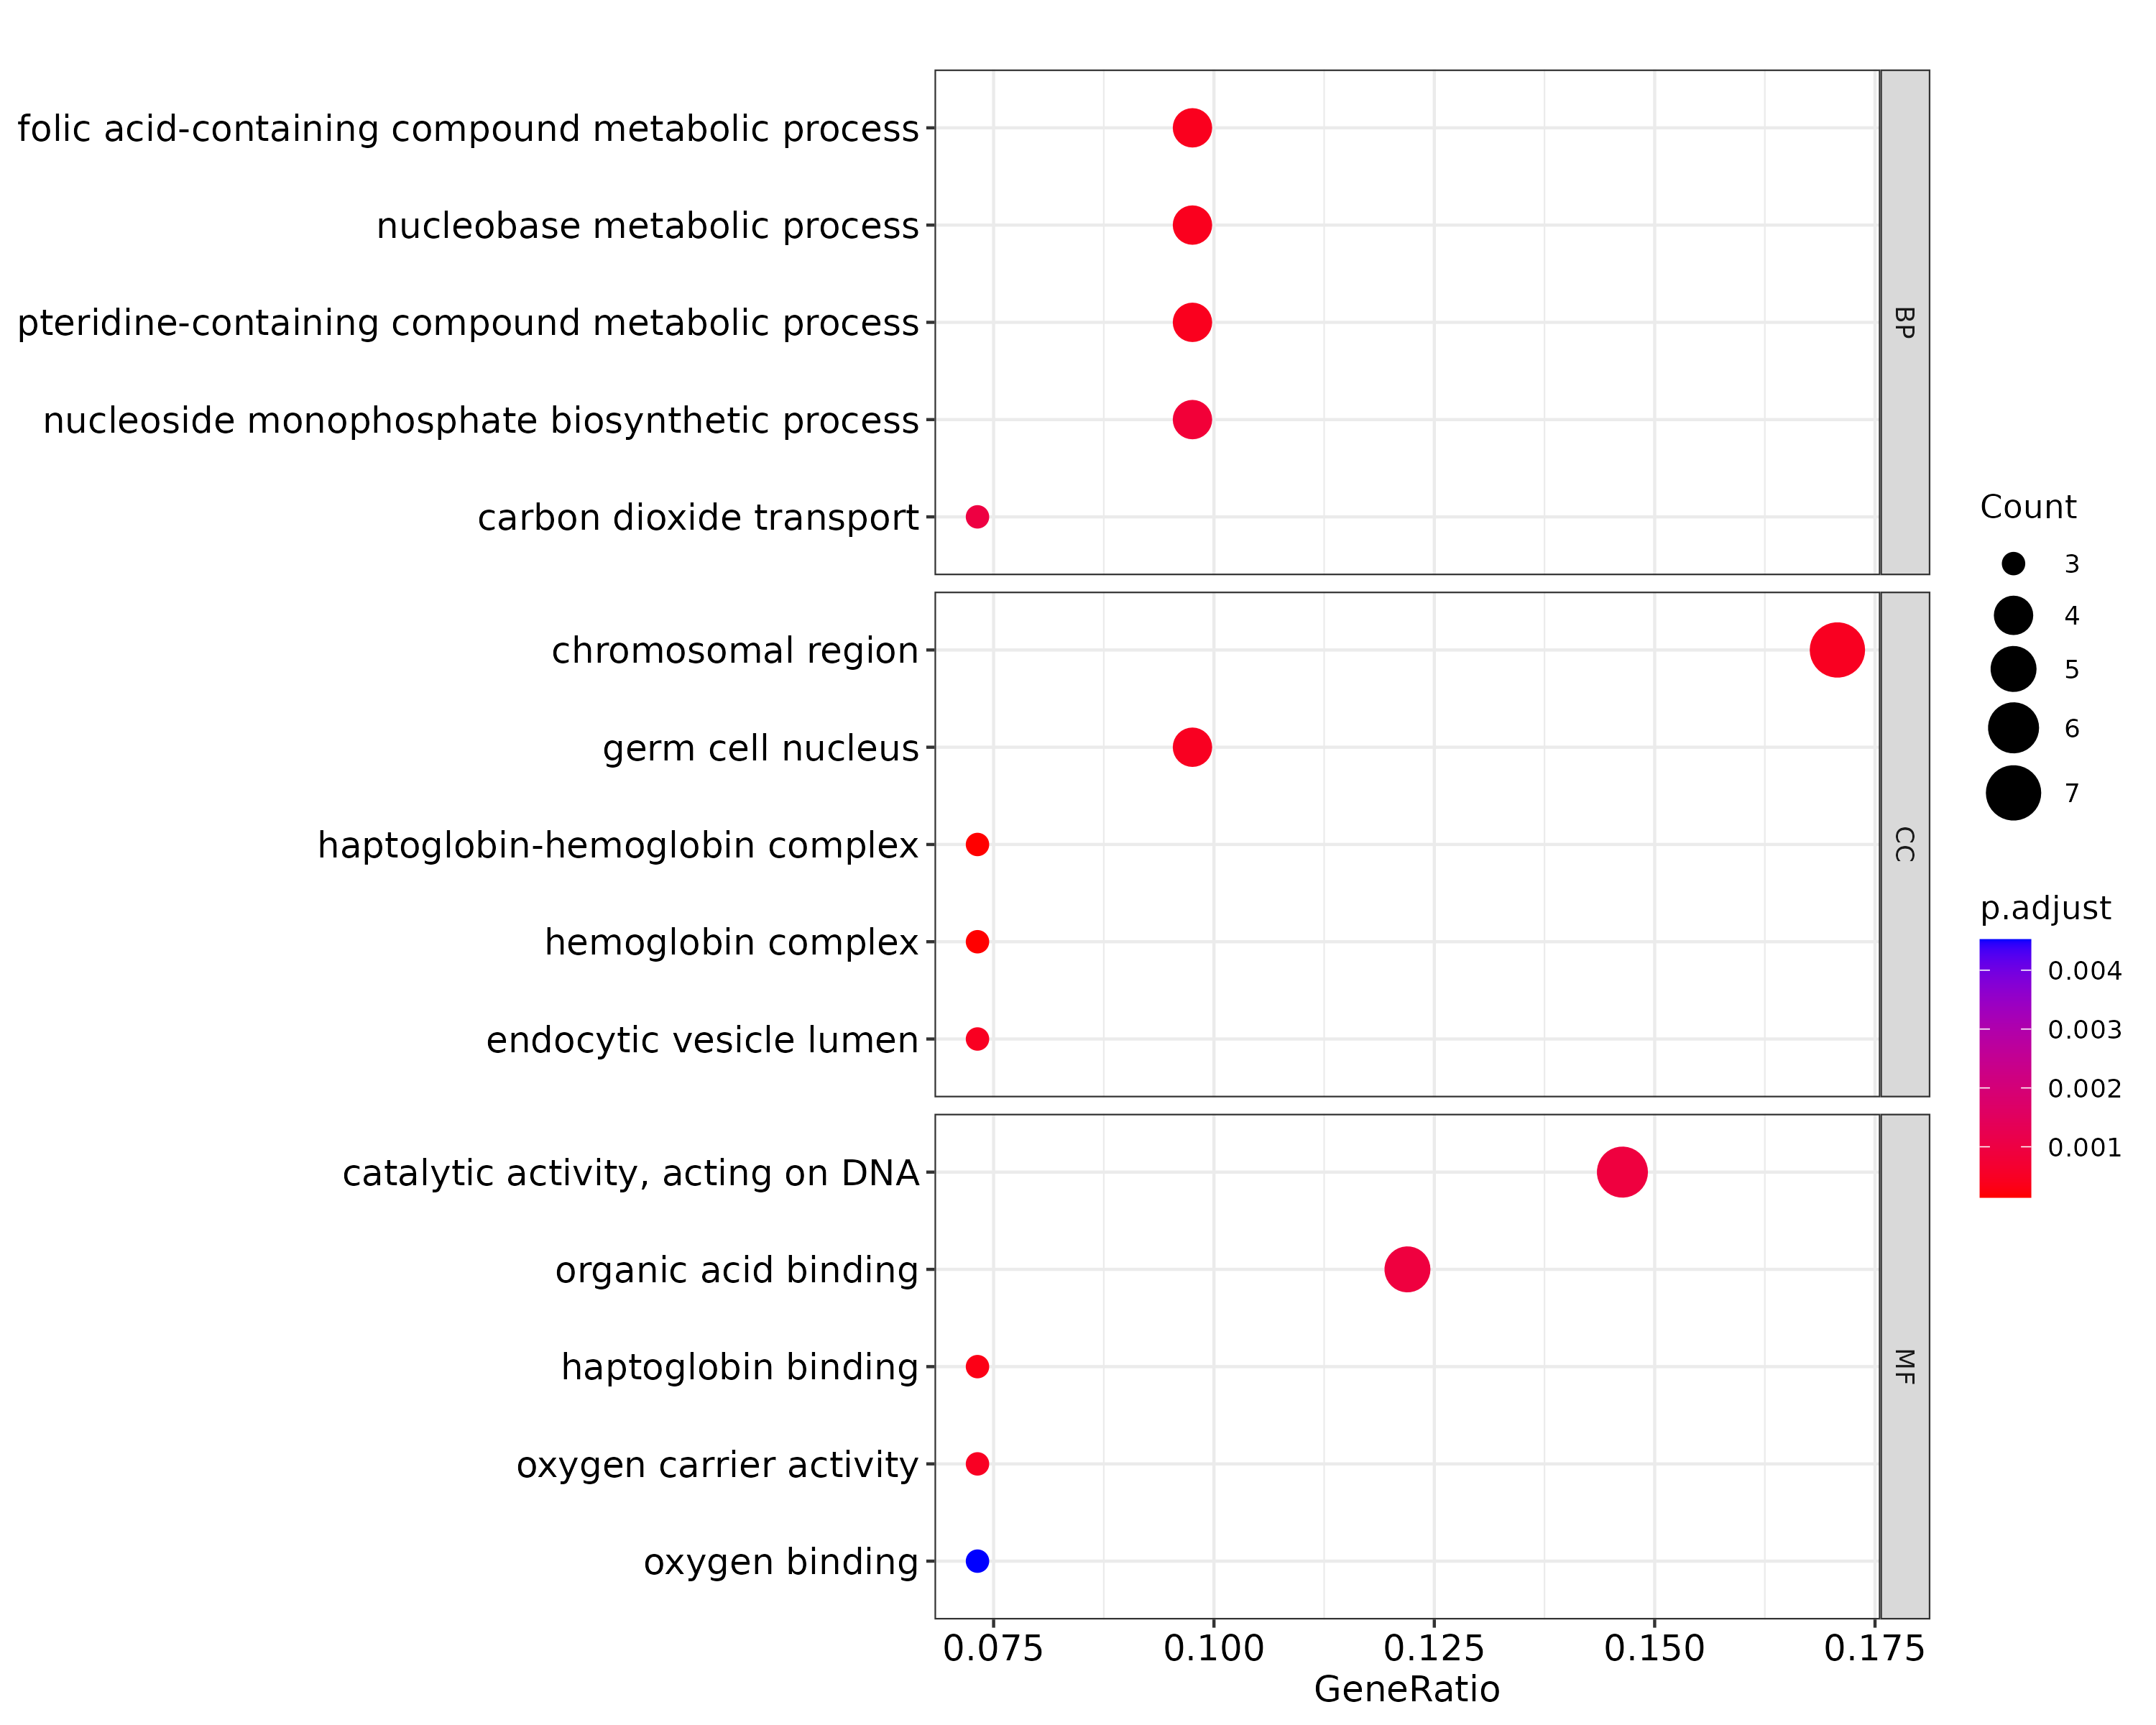 folic acid-containing compound metabolic process
nucleobase metabolic process
pteridine-containing compound metabolic process
nucleoside monophosphate biosynthetic process
carbon dioxide transport
BP
chromosomal region
germ cell nucleus
haptoglobin-hemoglobin complex
hemoglobin complex
endocytic vesicle lumen
CC
catalytic activity, acting on DNA
organic acid binding
haptoglobin binding
oxygen carrier activity
oxygen binding
MF
0.075 0.100 0.125 0.150 0.175
GeneRatio
Count
3
4
5
6
7
p.adjust
0.004
0.003
0.002
0.001